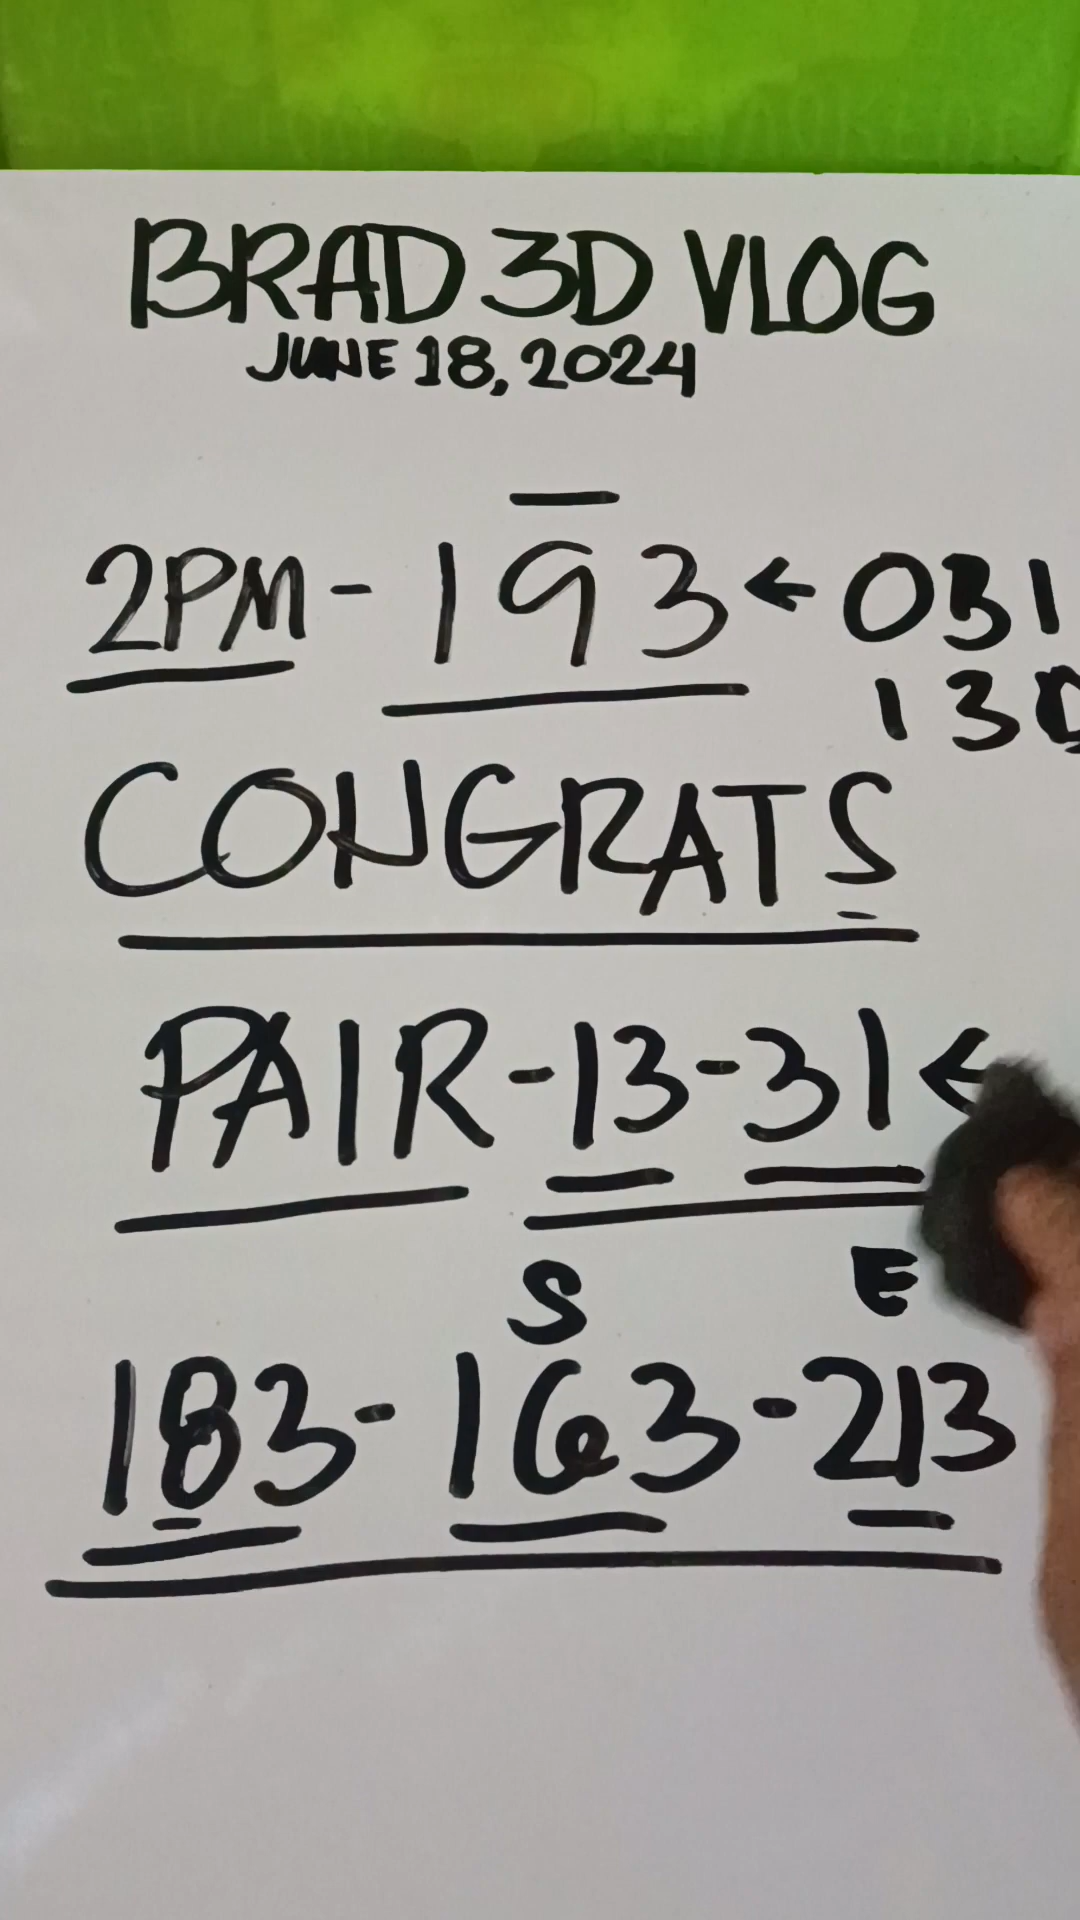 BRAD 3D VLOG
JUNE 18, 2024
2PM - 193 ← 031
130
CONGRATS
PAIR - 13 - 31 ←
S E
183 - 163 - 213